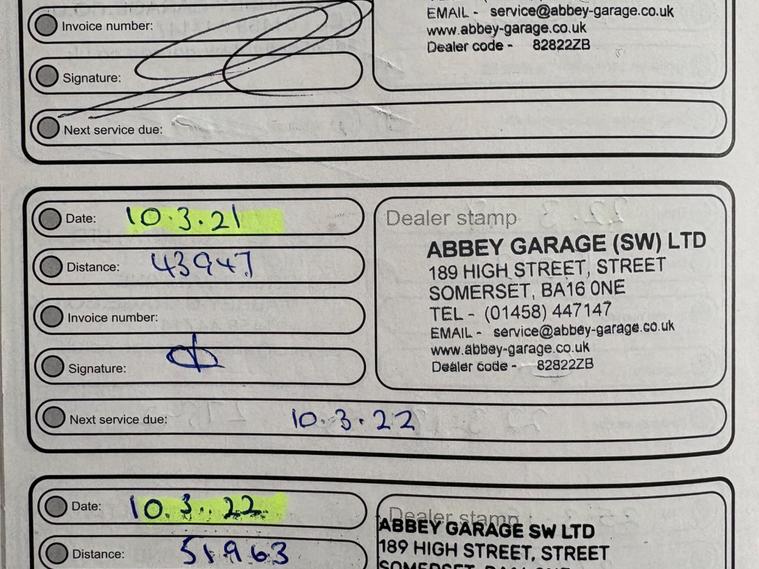 EMAIL - service@abbey-garage.co.uk
Invoice number:
www.abbey-garage.co.uk
Dealer code - 82822ZB
Signature:
Next service due:
Date: 10.3.21
Dealer stamp
ABBEY GARAGE (SW) LTD
Distance: 43947
189 HIGH STREET, STREET
SOMERSET, BA16 0NE
Invoice number:
TEL - (01458) 447147
EMAIL - service@abbey-garage.co.uk
www.abbey-garage.co.uk
Signature:
Dealer code - 82822ZB
Next service due: 10.3.22
Date: 10.3.22
Dealer stamp
ABBEY GARAGE SW LTD
Distance: 51963
189 HIGH STREET, STREET